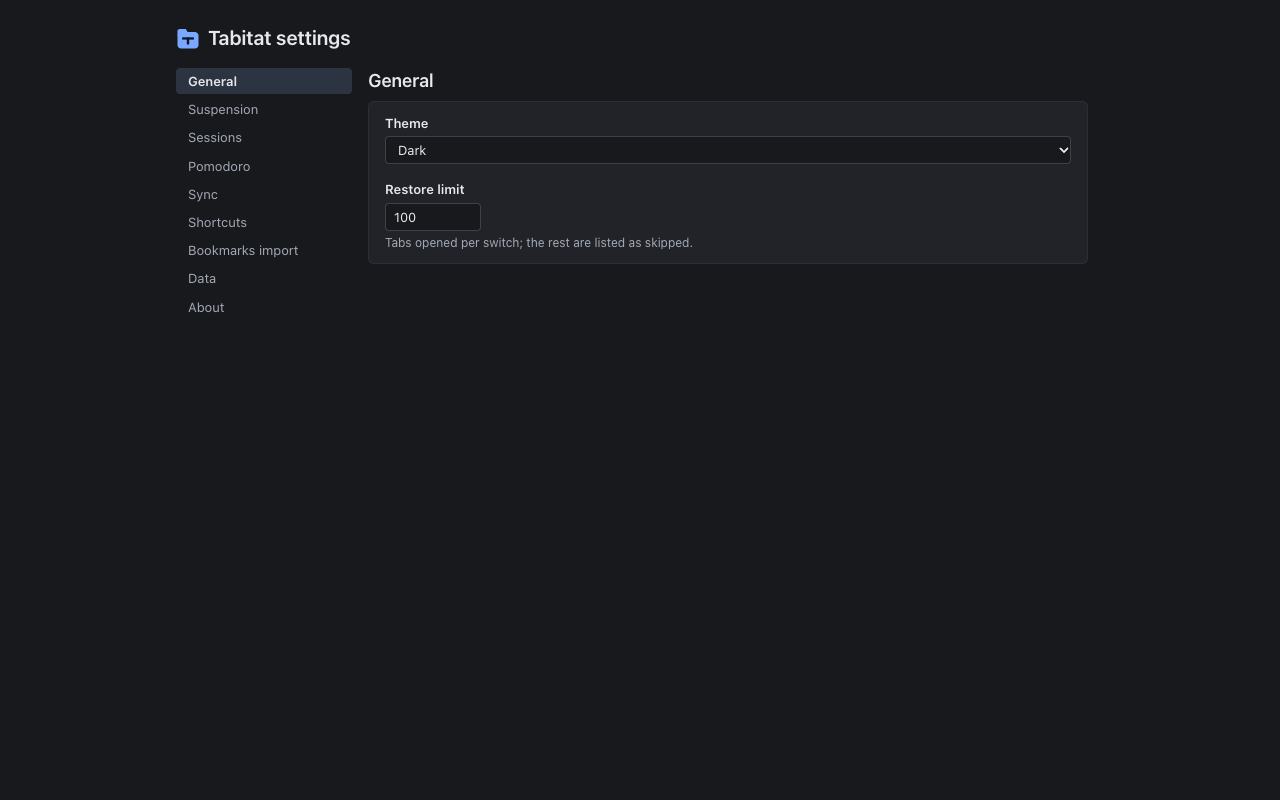 Tabitat settings
General
Suspension
Sessions
Pomodoro
Sync
Shortcuts
Bookmarks import
Data
About
General
Theme
Dark
Restore limit
100
Tabs opened per switch; the rest are listed as skipped.